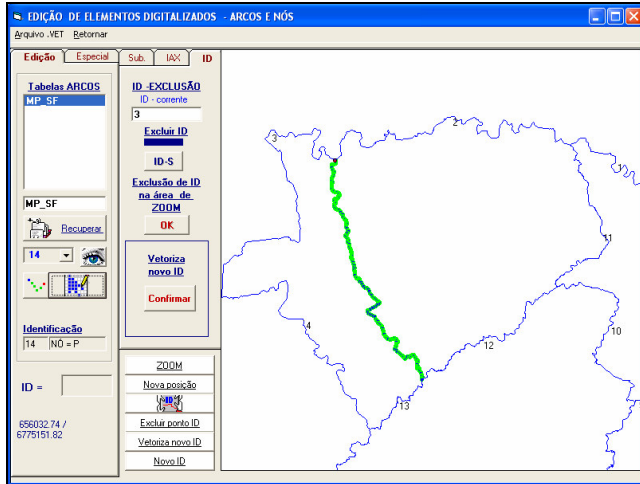 EDIÇÃO DE ELEMENTOS DIGITALIZADOS - ARCOS E NÓS
Arquivo .VET Retornar
Edição Especial
Sub. IAX ID
Tabelas ARCOS
MP_SF
MP_SF
Recuperar
14
Identificação
14 NÓ = P
ID =
656032.74 /
6775151.82
ID -EXCLUSÃO
ID - corrente
3
Excluir ID
ID-S
Exclusão de ID
na área de
ZOOM
OK
Vetoriza
novo ID
Confirmar
ZOOM
Nova posição
ID
Excluir ponto ID
Vetoriza novo ID
Novo ID
2
3
1
11
4
10
12
13